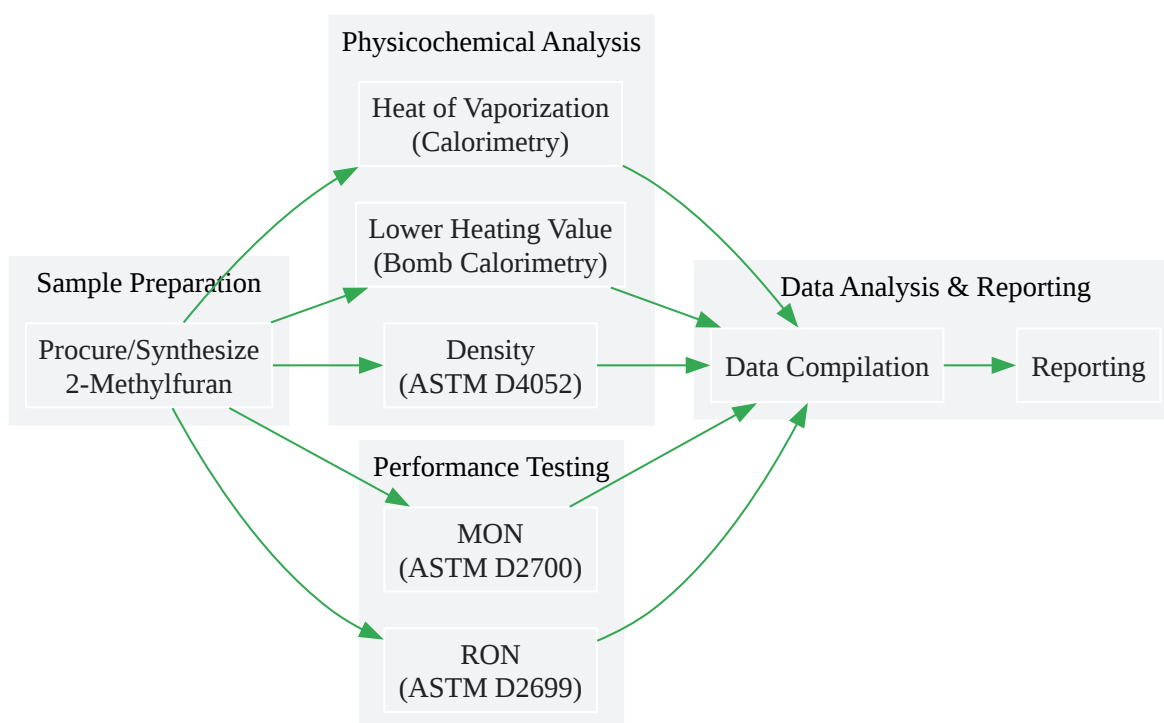 Physicochemical Analysis
Heat of Vaporization
(Calorimetry)
Lower Heating Value
(Bomb Calorimetry)
Density
(ASTM D4052)
Sample Preparation
Procure/Synthesize
2-Methylfuran
Performance Testing
MON
(ASTM D2700)
RON
(ASTM D2699)
Data Analysis & Reporting
Data Compilation
Reporting